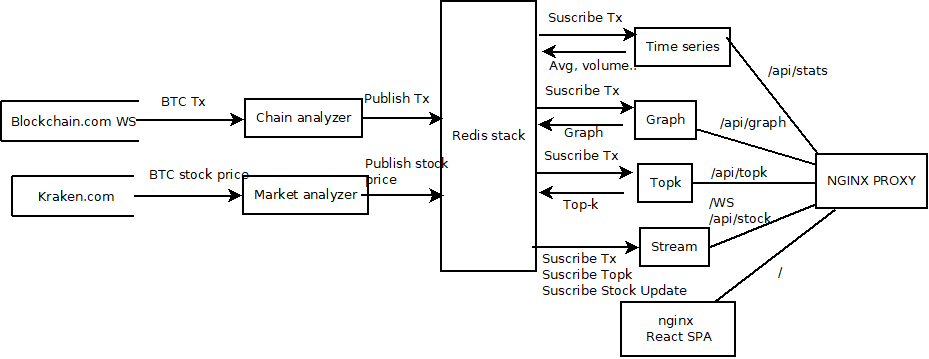 Suscribe Tx
Time series
Avg, volume..
/api/stats
BTC Tx
Publish Tx
Suscribe Tx
Blockchain.com WS
Chain analyzer
Redis stack
Graph
Graph
/api/graph
Suscribe Tx
Publish stock
price
BTC stock price
/api/topk
Kraken.com
Market analyzer
Topk
NGINX PROXY
Top-k
/WS
/api/stock
Stream
Suscribe Tx
Suscribe Topk
Suscribe Stock Update
/
nginx
React SPA